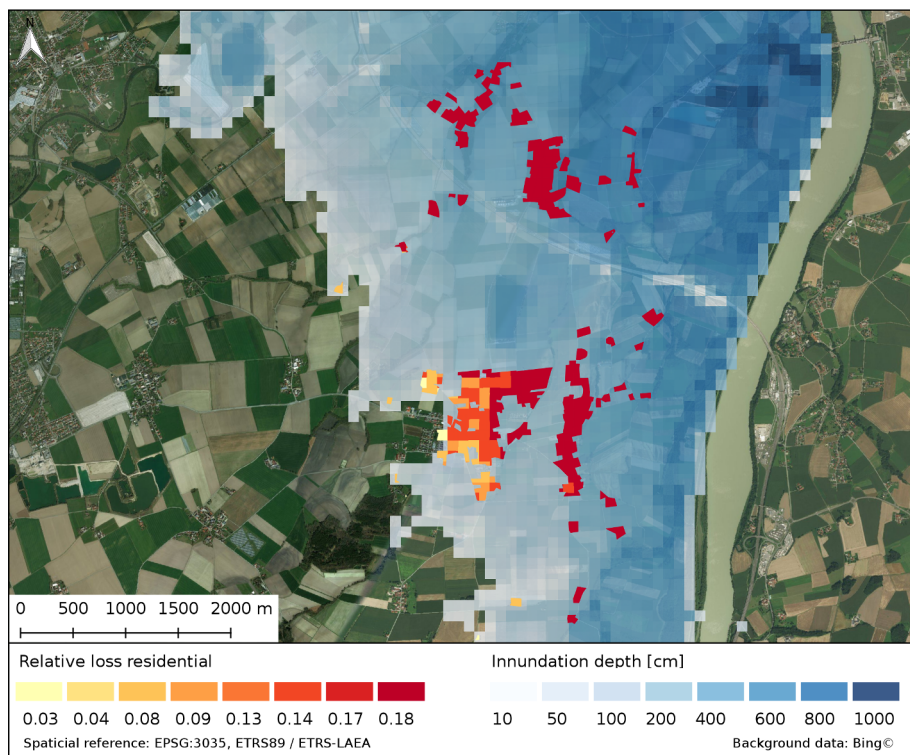 N
0 500 1000 1500 2000 m
Relative loss residential
0.03 0.04 0.08 0.09 0.13 0.14 0.17 0.18
Spaticial reference: EPSG:3035, ETRS89 / ETRS-LAEA
Innundation depth [cm]
10 50 100 200 400 600 800 1000
Background data: Bing©